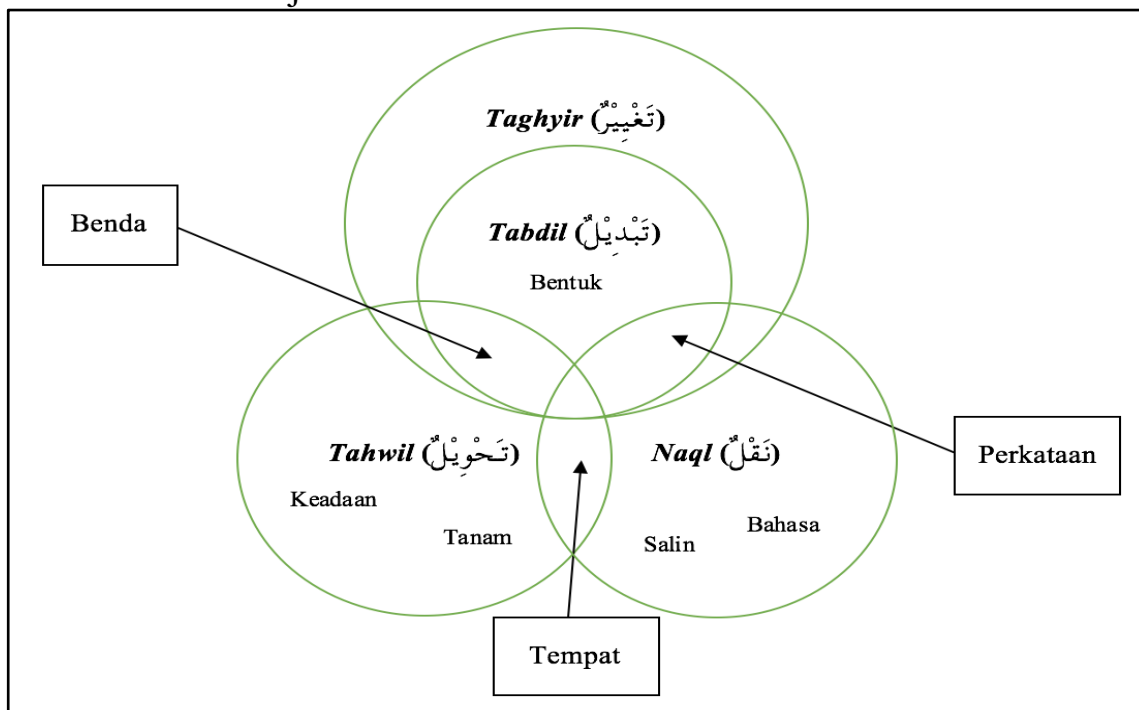 Taghyir (تَغْيِيْرٌ)
Benda
Tabdil (تَبْدِيْلٌ)
Bentuk
Tahwil (تَحْوِيْلٌ)
Naql (نَقْلٌ)
Perkataan
Keadaan
Bahasa
Tanam
Salin
Tempat